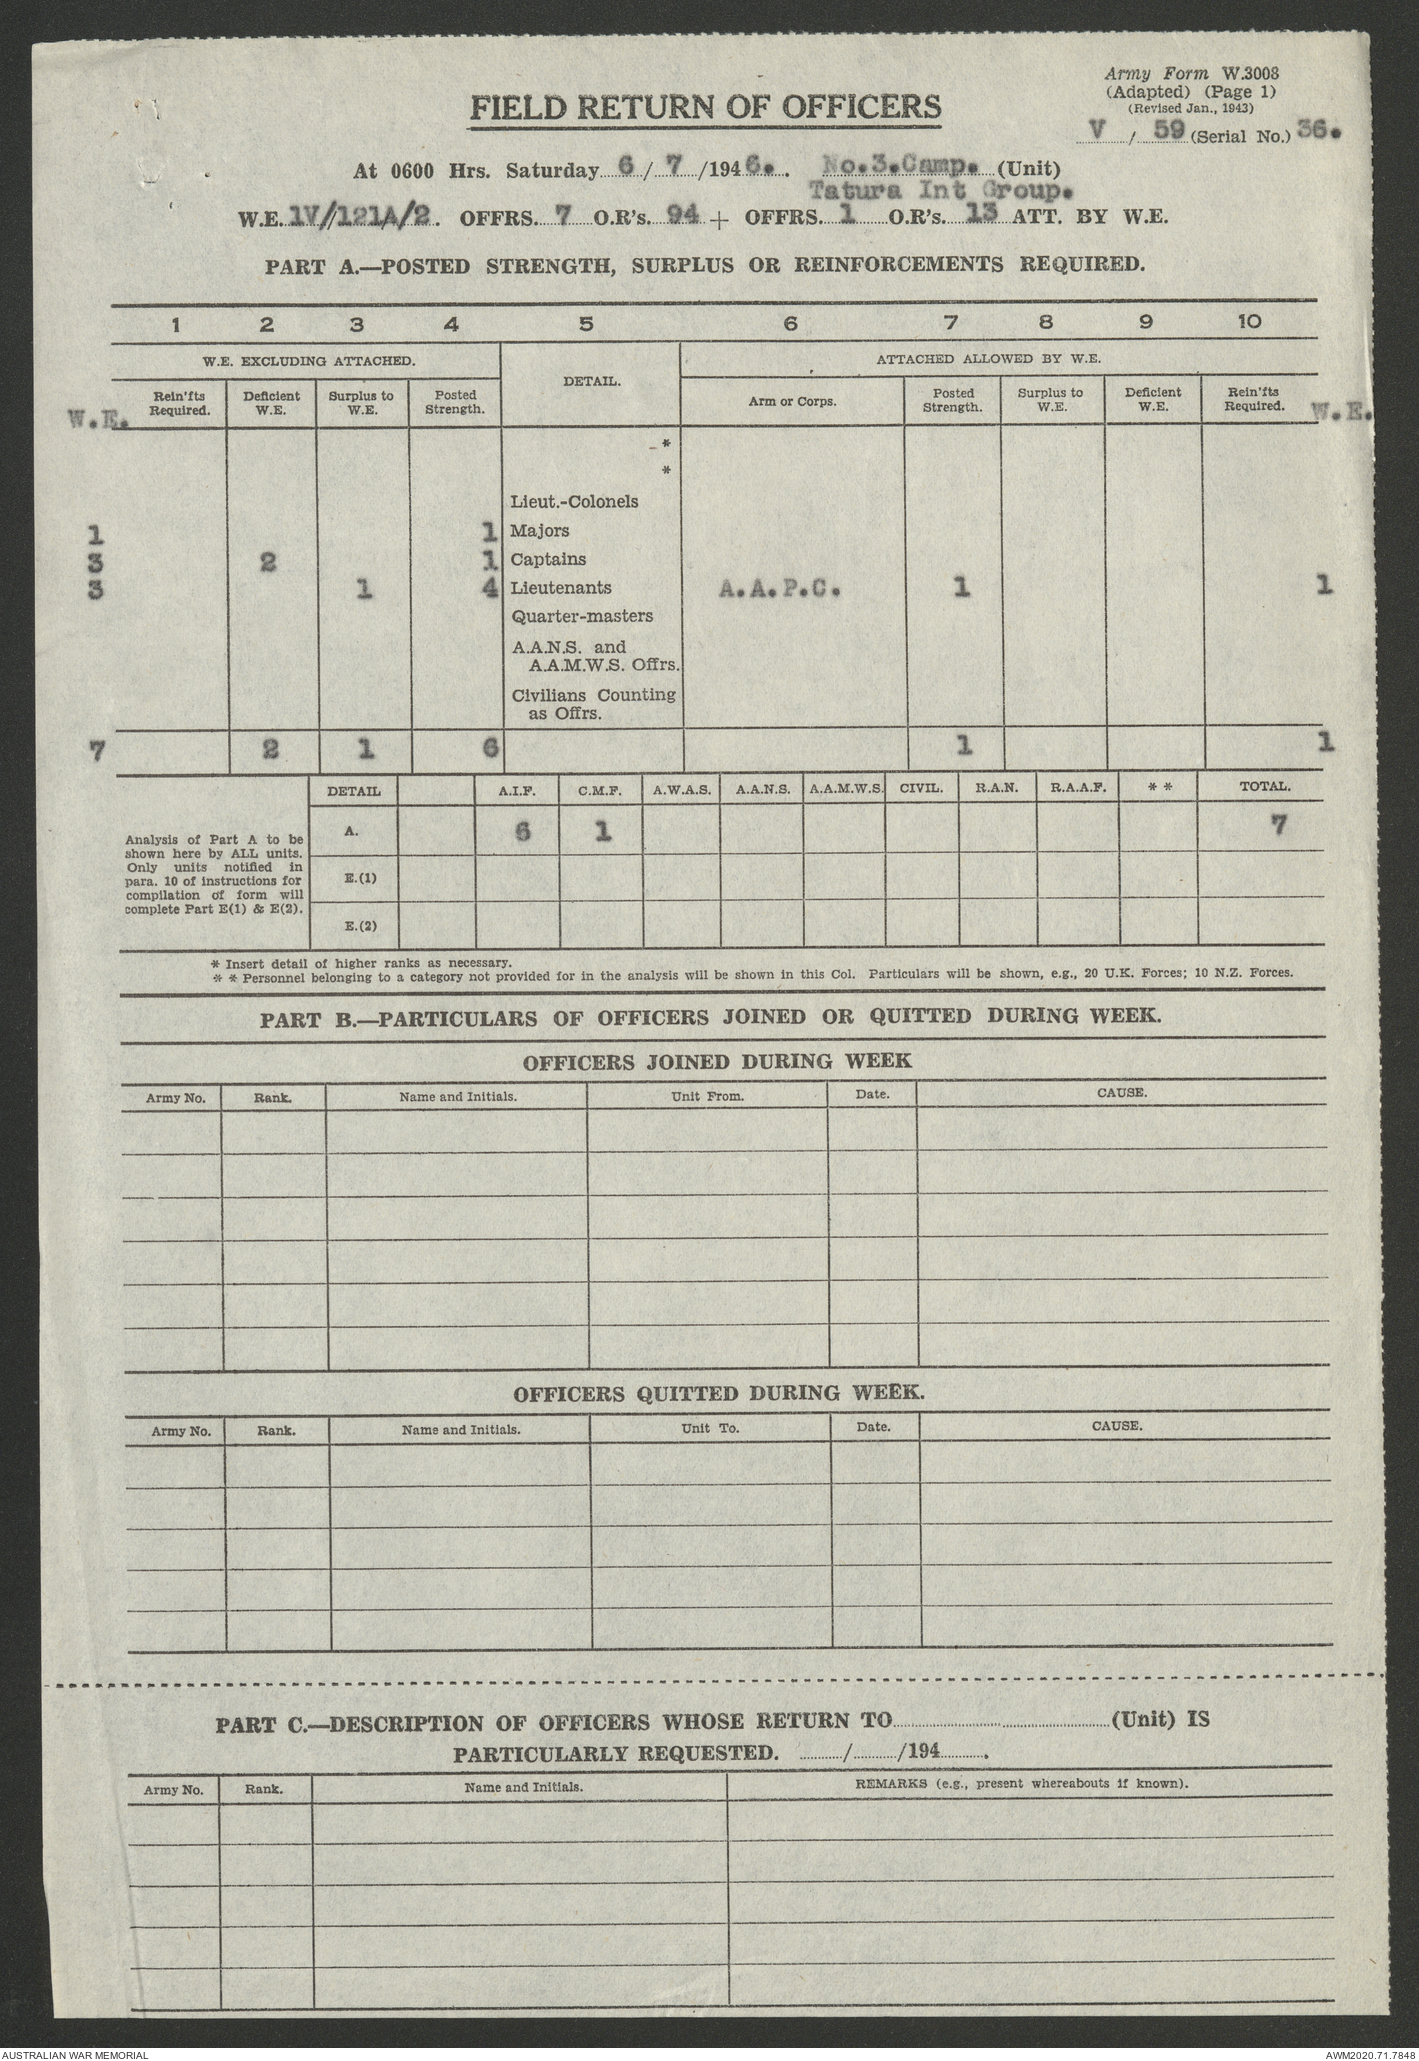 Army Form W.3008
(Adapted) (Page 1)
(Revised Jan., 1943)
V / 59 (Serial No.) 36.
FIELD RETURN OF OFFICERS
At 0600 Hrs. Saturday 6 / 7 /1946. No.3.Camp. (Unit)
Tatura Int Group.
W.E. 1V//121A/2. OFFRS. 7 O.R's. 94 + OFFRS. 1 O.R's. 13 ATT. BY W.E.
PART A.—POSTED STRENGTH, SURPLUS OR REINFORCEMENTS REQUIRED.
1 2 3 4 5 6 7 8 9 10
W.E. EXCLUDING ATTACHED. DETAIL. ATTACHED ALLOWED BY W.E.
W.E. Rein'fts Required. Deficient W.E. Surplus to W.E. Posted Strength. Arm or Corps. Posted Strength. Surplus to W.E. Deficient W.E. Rein'fts Required. W.E.
*
*
Lieut.-Colonels
1 1 Majors
3 2 1 Captains
3 1 4 Lieutenants A.A.P.C. 1 1
Quarter-masters
A.A.N.S. and
A.A.M.W.S. Offrs.
Civilians Counting
as Offrs.
7 2 1 6 1 1
DETAIL A.I.F. C.M.F. A.W.A.S. A.A.N.S. A.A.M.W.S. CIVIL. R.A.N. R.A.A.F. * * TOTAL.
A. 6 1 7
Analysis of Part A to be
shown here by ALL units.
Only units notified in
para. 10 of instructions for
compilation of form will
complete Part E(1) & E(2).
E.(1)
E.(2)
* Insert detail of higher ranks as necessary.
* * Personnel belonging to a category not provided for in the analysis will be shown in this Col. Particulars will be shown, e.g., 20 U.K. Forces; 10 N.Z. Forces.
PART B.—PARTICULARS OF OFFICERS JOINED OR QUITTED DURING WEEK.
OFFICERS JOINED DURING WEEK
Army No. Rank. Name and Initials. Unit From. Date. CAUSE.
OFFICERS QUITTED DURING WEEK.
Army No. Rank. Name and Initials. Unit To. Date. CAUSE.
PART C.—DESCRIPTION OF OFFICERS WHOSE RETURN TO (Unit) IS
PARTICULARLY REQUESTED. / /194 .
Army No. Rank. Name and Initials. REMARKS (e.g., present whereabouts if known).
AUSTRALIAN WAR MEMORIAL AWM2020.71.7848